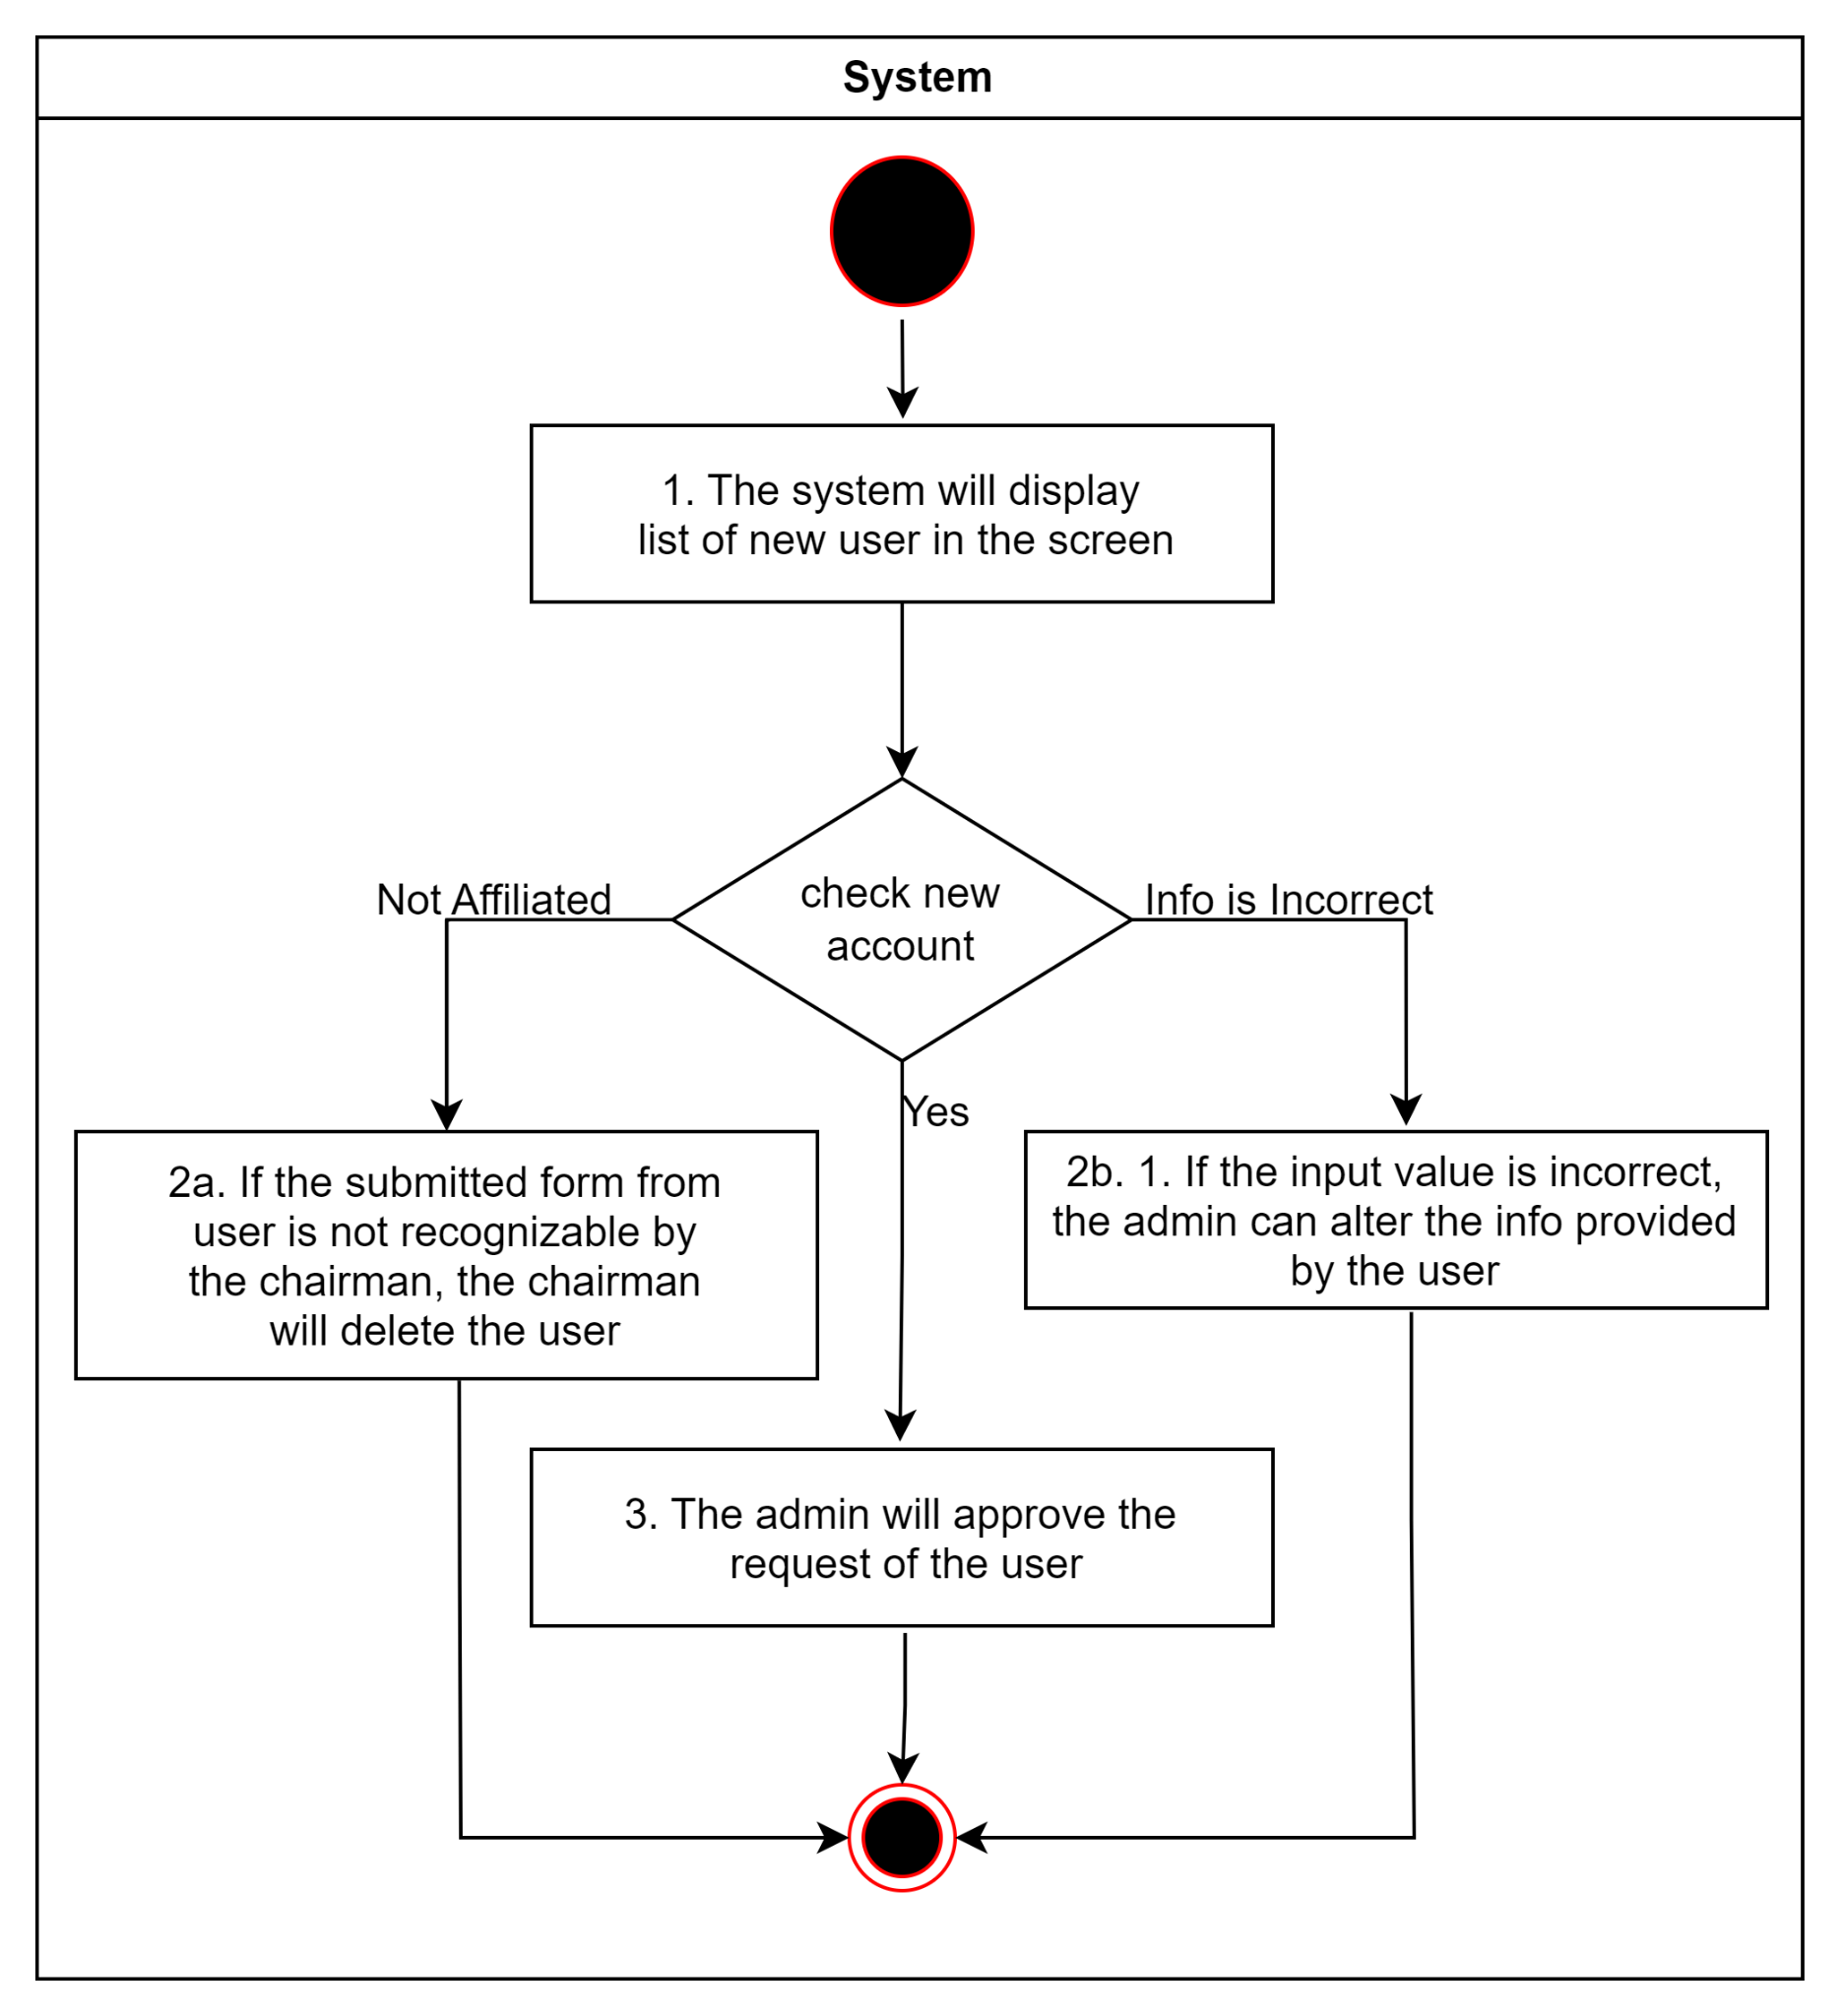 System
1. The system will display
list of new user in the screen
check new
account
Not Affiliated
Info is Incorrect
Yes
2a. If the submitted form from
user is not recognizable by
the chairman, the chairman
will delete the user
2b. 1. If the input value is incorrect,
the admin can alter the info provided
by the user
3. The admin will approve the
request of the user